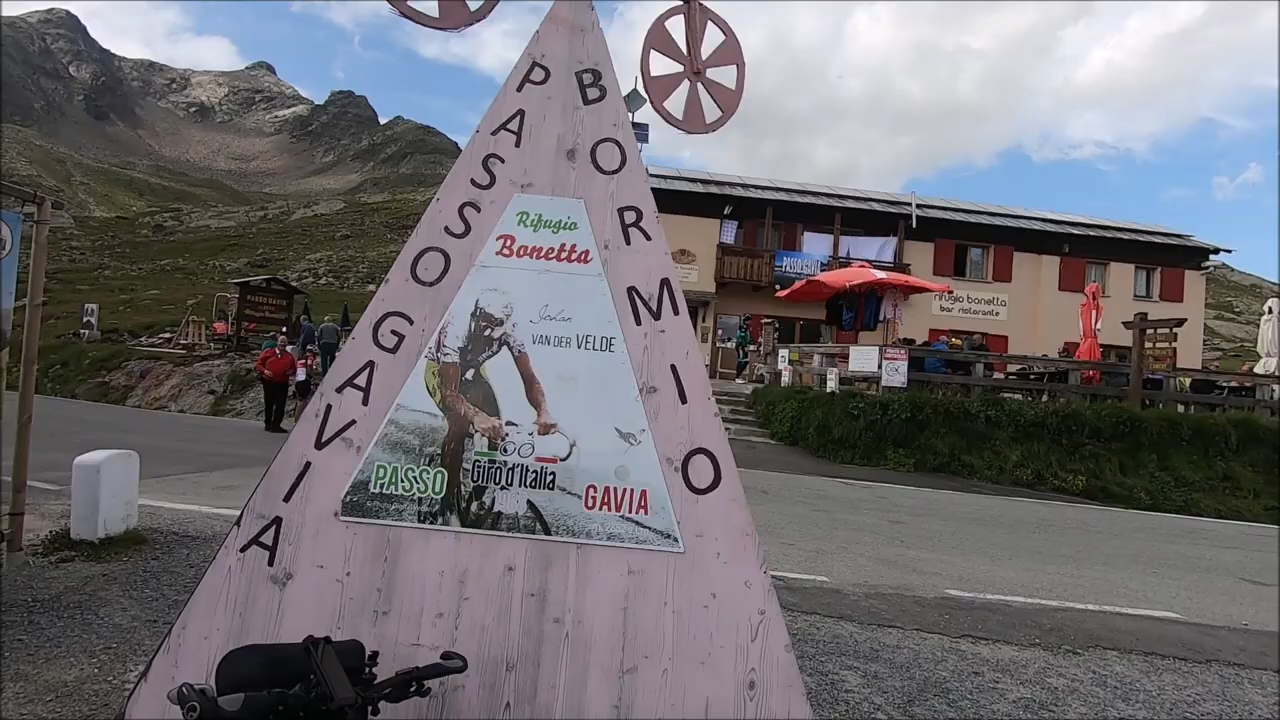 PASSO GAVIA
BORMIO
Rifugio
Bonetta
Johan
VAN DER VELDE
PASSO
Giro d'Italia
GAVIA
PASSO GAVIA
PASSO GAVIA
rifugio bonetta
bar ristorante